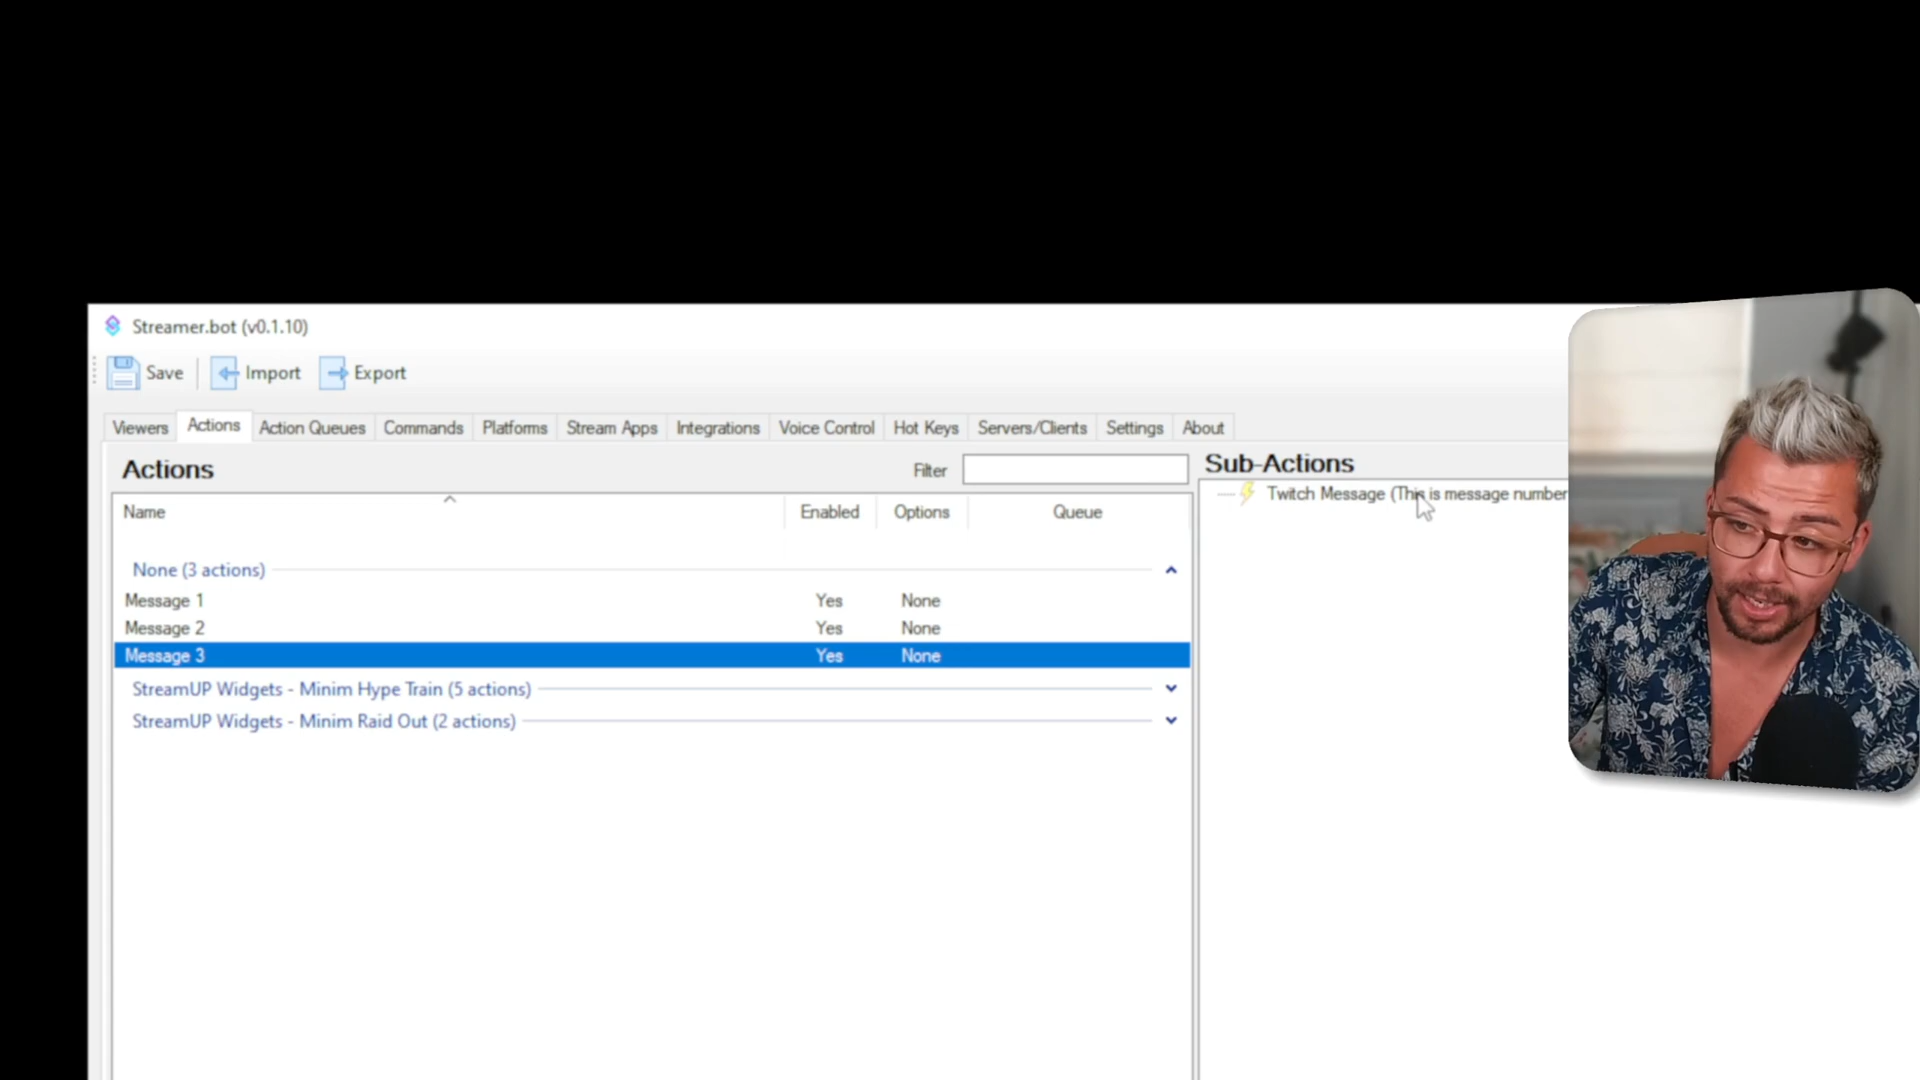 Streamer.bot (v0.1.10)
Save Import Export
Viewers Actions Action Queues Commands Platforms Stream Apps Integrations Voice Control Hot Keys Servers/Clients Settings About
Actions Filter
Name Enabled Options Queue
None (3 actions)
Message 1 Yes None
Message 2 Yes None
Message 3 Yes None
StreamUP Widgets - Minim Hype Train (5 actions)
StreamUP Widgets - Minim Raid Out (2 actions)
Sub-Actions
Twitch Message (This is message number